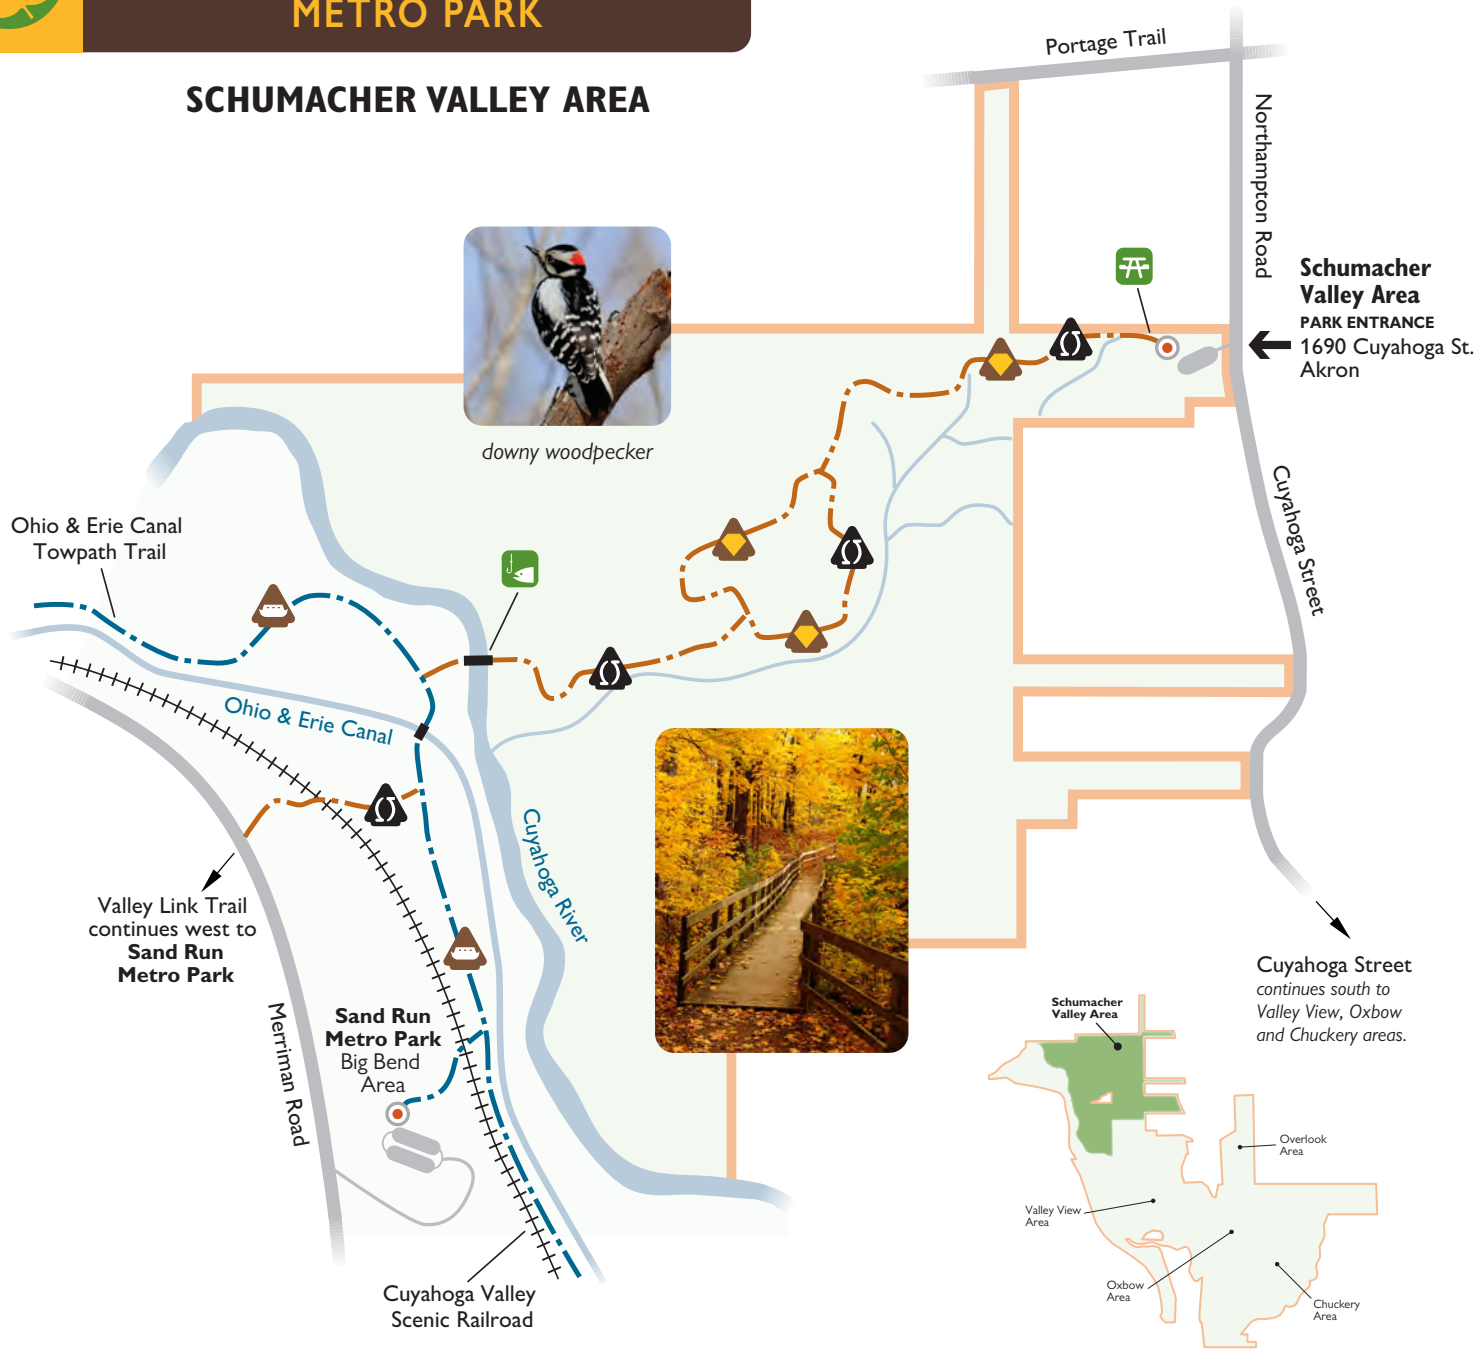 METRO PARK
SCHUMACHER VALLEY AREA
Portage Trail
Northampton Road
Schumacher
Valley Area
PARK ENTRANCE
1690 Cuyahoga St.
Akron
downy woodpecker
Cuyahoga Street
Ohio & Erie Canal
Towpath Trail
Ohio & Erie Canal
Cuyahoga River
Valley Link Trail
continues west to
Sand Run
Metro Park
Merriman Road
Sand Run
Metro Park
Big Bend
Area
Cuyahoga Valley
Scenic Railroad
Cuyahoga Street
continues south to
Valley View, Oxbow
and Chuckery areas.
Schumacher
Valley Area
Overlook
Area
Valley View
Area
Oxbow
Area
Chuckery
Area